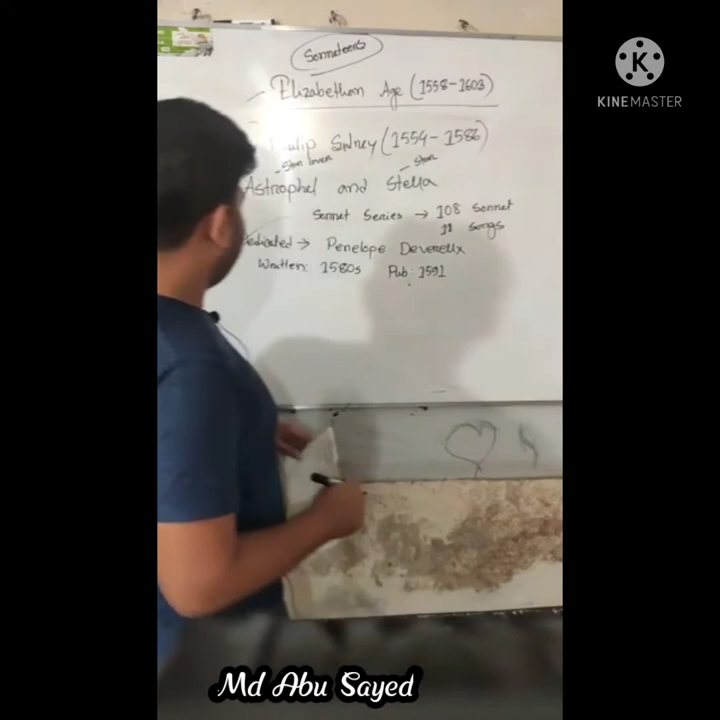 Sonneteers
KINEMASTER
Elizabethan Age (1558-1603)
Sidney (1554-1586)
- Star lover
- Star
Astrophel and Stella
Sonnet Series → 108 Sonnet
11 Songs
Dedicated → Penelope Devereux
Written: 1580s Pub: 1591
Md Abu Sayed